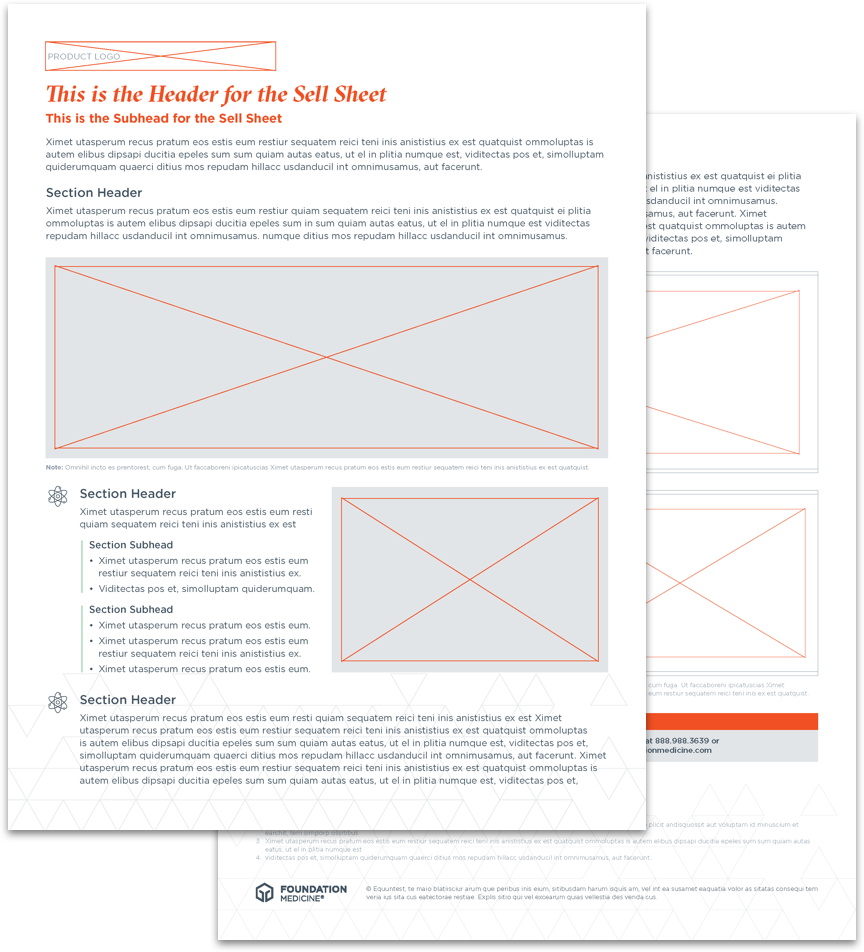 PRODUCT LOGO
This is the Header for the Sell Sheet
This is the Subhead for the Sell Sheet
Ximet utasperum recus pratum eos estis eum restiur sequatem reici teni inis anististius ex est quatquist ommoluptas is
autem elibus dipsapi ducitia epeles sum sum quiam autas eatus, ut el in plitia numque est, viditectas pos et, simolluptam
quiderumquam quaerci ditius mos repudam hillacc usdanducil int omnimusamus, aut facerunt.
Section Header
Ximet utasperum recus pratum eos estis eum restiur quiam sequatem reici teni inis anististius ex est quatquist ei plitia
ommoluptas is autem elibus dipsapi ducitia epeles sum in sum quiam autas eatus, ut el in plitia numque est viditectas
repudam hillacc usdanducil int omnimusamus. numque ditius mos repudam hillacc usdanducil int omnimusamus.
Note: Omnihil incto es prentorest, cum fuga. Ut faccaboreni ipicatuscias Ximet utasperum recus pratum eos estis eum restiur sequatem reici teni inis anististius ex est quatquist.
Section Header
Ximet utasperum recus pratum eos estis eum resti
quiam sequatem reici teni inis anististius ex est
Section Subhead
• Ximet utasperum recus pratum eos estis eum
restiur sequatem reici teni inis anististius ex.
• Viditectas pos et, simolluptam quiderumquam.
Section Subhead
• Ximet utasperum recus pratum eos estis eum.
• Ximet utasperum recus pratum eos estis eum
restiur sequatem reici teni inis anististius ex.
• Ximet utasperum recus pratum eos estis eum.
Section Header
Ximet utasperum recus pratum eos estis eum resti quiam sequatem reici teni inis anististius ex est Ximet
utasperum recus pratum eos estis eum restiur sequatem reici teni inis anististius ex est quatquist ommoluptas
is autem elibus dipsapi ducitia epeles sum sum quiam autas eatus, ut el in plitia numque est, viditectas pos et,
simolluptam quiderumquam quaerci ditius mos repudam hillacc usdanducil int omnimusamus, aut facerunt. Ximet
utasperum recus pratum eos estis eum restiur sequatem reici teni inis anististius ex est quatquist ommoluptas is
autem elibus dipsapi ducitia epeles sum sum quiam autas eatus, ut el in plitia numque est, viditectas pos et,
anististius ex est quatquist ei plitia
el in plitia numque est viditectas
usdanducil int omnimusamus.
samus, aut facerunt. Ximet
est quatquist ommoluptas is autem
viditectas pos et, simolluptam
t facerunt.
cum fuga. Ut faccaboreni ipicatuscias Ximet
eum restiur sequatem reici teni inis ex est quatquist.
at 888.988.3639 or
ionmedicine.com
pricit andisquossit aut voluptam id minuscium et
3 Ximet utasperum recus pratum eos estis eum restiur sequatem reici teni inis anististius ex est quatquist ommoluptas is autem elibus dipsapi ducitia epeles sum sum quiam autas
eatus, ut el in plitia numque est
4 viditectas pos et, simolluptam quiderumquam quaerci ditius mos repudam hillacc usdanducil int omnimusamus, aut facerunt.
FOUNDATION
MEDICINE®
© Equuntest, te maio blatisciur arum que peribus inis eium, sitibusdam harum isquis am, vel int ea susamet eaquatia volor as sitatas consequi tem
veria ius sita cus eatectorae restiae. Explis sitio qui vel excearum quias vellestia des venda cus.